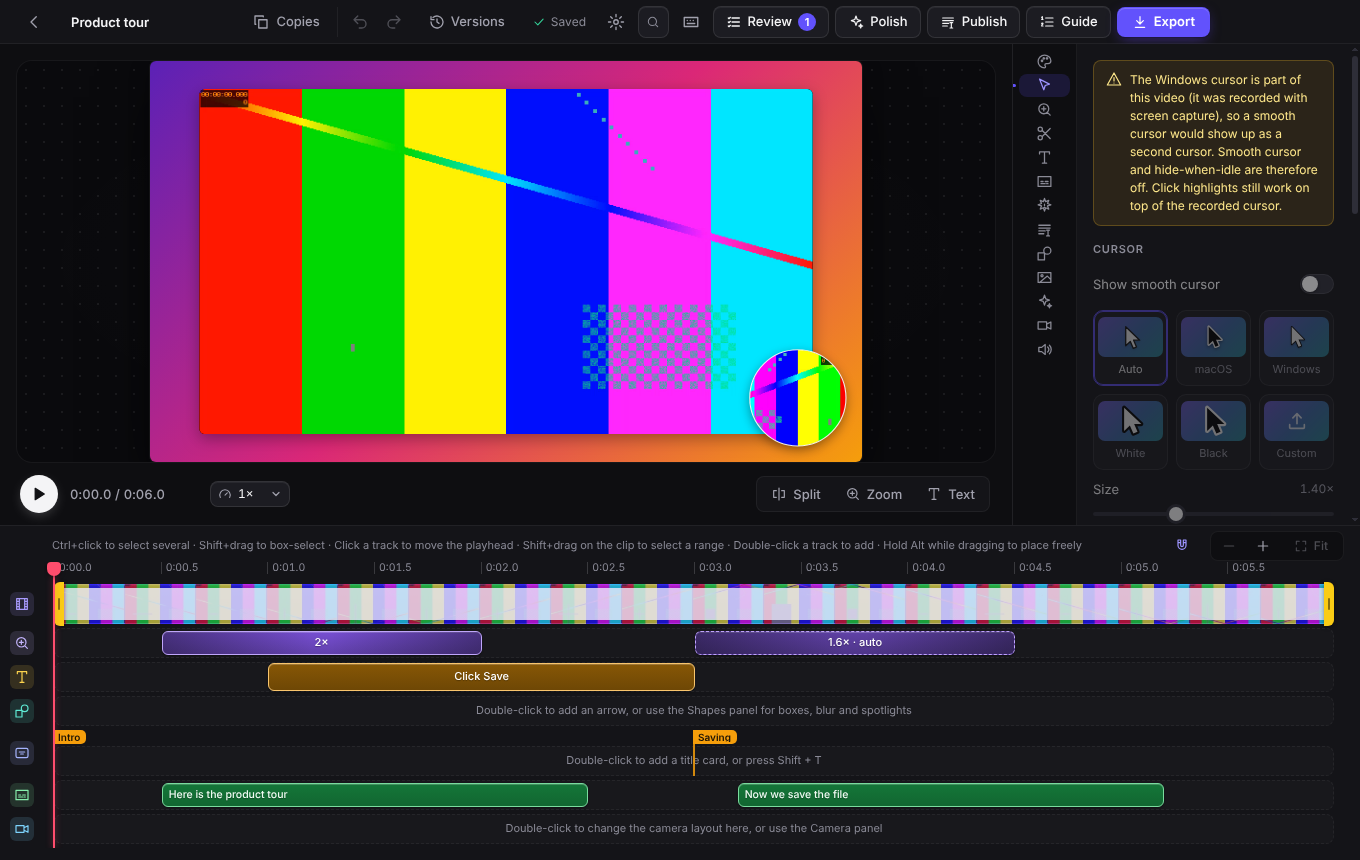 Product tour
Copies
Versions
Saved
Review 1
Polish
Publish
Guide
Export
00:00:00.000
0
The Windows cursor is part of
this video (it was recorded with
screen capture), so a smooth
cursor would show up as a
second cursor. Smooth cursor
and hide-when-idle are therefore
off. Click highlights still work on
top of the recorded cursor.
CURSOR
Show smooth cursor
Auto
macOS
Windows
White
Black
Custom
Size 1.40×
0:00.0 / 0:06.0
1×
Split
Zoom
Text
Ctrl+click to select several · Shift+drag to box-select · Click a track to move the playhead · Shift+drag on the clip to select a range · Double-click a track to add · Hold Alt while dragging to place freely
Fit
0:00.0 0:00.5 0:01.0 0:01.5 0:02.0 0:02.5 0:03.0 0:03.5 0:04.0 0:04.5 0:05.0 0:05.5
2× 1.6× · auto
Click Save
Double-click to add an arrow, or use the Shapes panel for boxes, blur and spotlights
Intro Saving
Double-click to add a title card, or press Shift + T
Here is the product tour Now we save the file
Double-click to change the camera layout here, or use the Camera panel